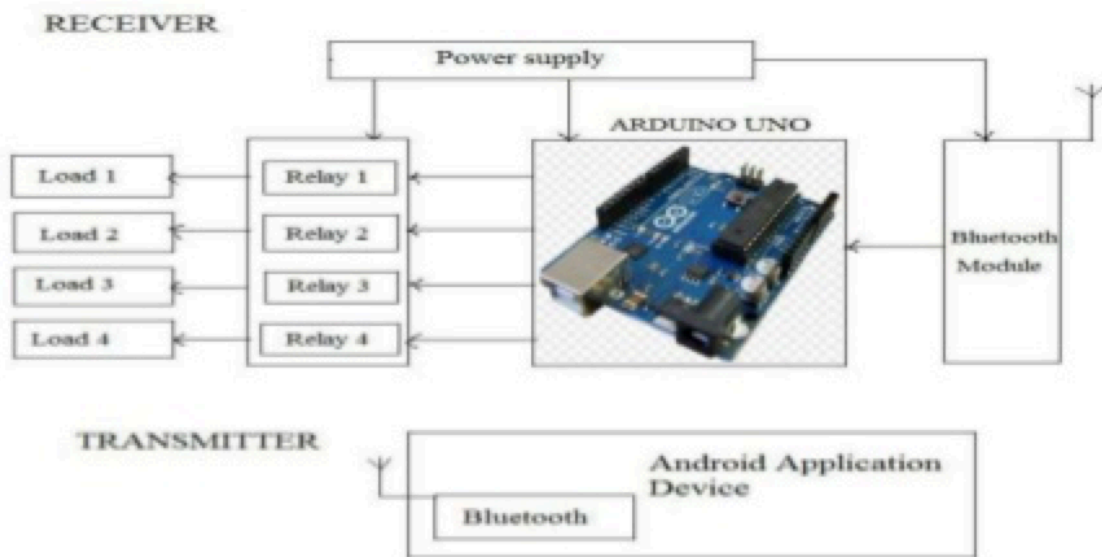 RECEIVER
Power supply
ARDUINO UNO
Load 1
Relay 1
Load 2
Relay 2
Bluetooth
Module
Load 3
Relay 3
Load 4
Relay 4
TRANSMITTER
Android Application
Device
Bluetooth